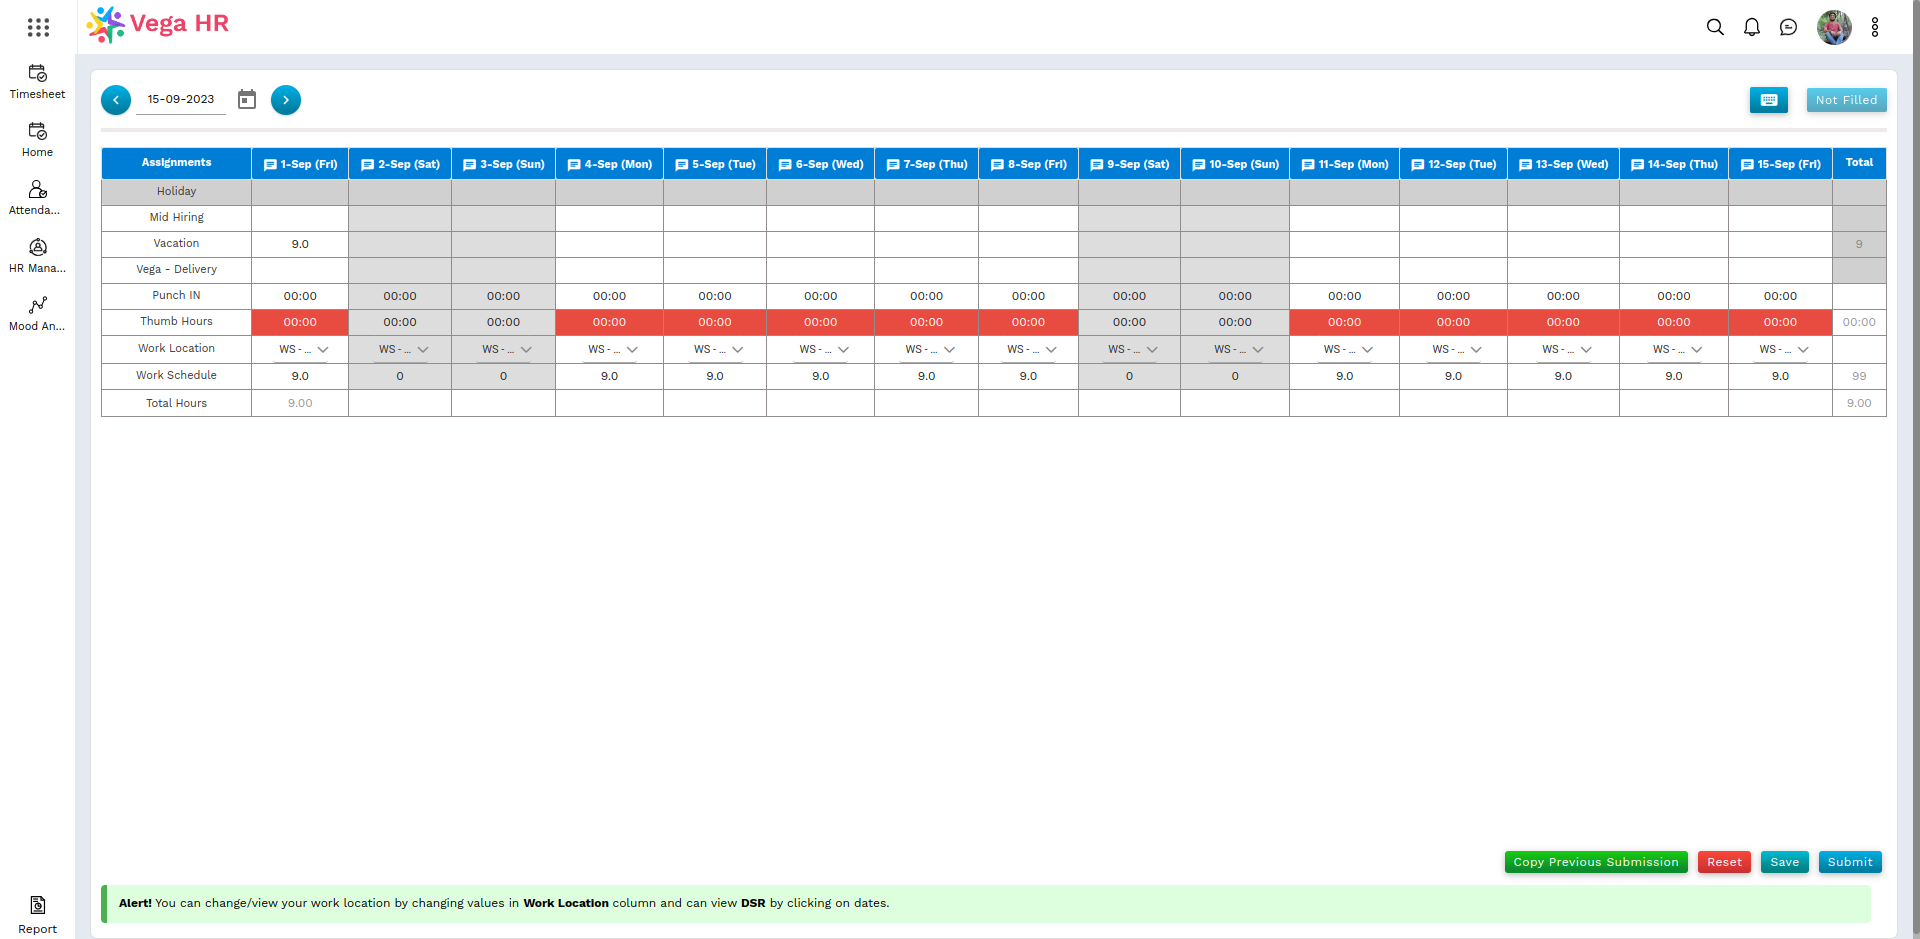 Vega HR
Timesheet
Home
Attenda...
HR Mana...
Mood An...
Report
15-09-2023
Not Filled
Assignments 1-Sep (Fri) 2-Sep (Sat) 3-Sep (Sun) 4-Sep (Mon) 5-Sep (Tue) 6-Sep (Wed) 7-Sep (Thu) 8-Sep (Fri) 9-Sep (Sat) 10-Sep (Sun) 11-Sep (Mon) 12-Sep (Tue) 13-Sep (Wed) 14-Sep (Thu) 15-Sep (Fri) Total
Holiday
Mid Hiring
Vacation 9.0 9
Vega - Delivery
Punch IN 00:00 00:00 00:00 00:00 00:00 00:00 00:00 00:00 00:00 00:00 00:00 00:00 00:00 00:00 00:00
Thumb Hours 00:00 00:00 00:00 00:00 00:00 00:00 00:00 00:00 00:00 00:00 00:00 00:00 00:00 00:00 00:00 00:00
Work Location WS - ... WS - ... WS - ... WS - ... WS - ... WS - ... WS - ... WS - ... WS - ... WS - ... WS - ... WS - ... WS - ... WS - ... WS - ...
Work Schedule 9.0 0 0 9.0 9.0 9.0 9.0 9.0 0 0 9.0 9.0 9.0 9.0 9.0 99
Total Hours 9.00 9.00
Copy Previous Submission Reset Save Submit
Alert! You can change/view your work location by changing values in Work Location column and can view DSR by clicking on dates.